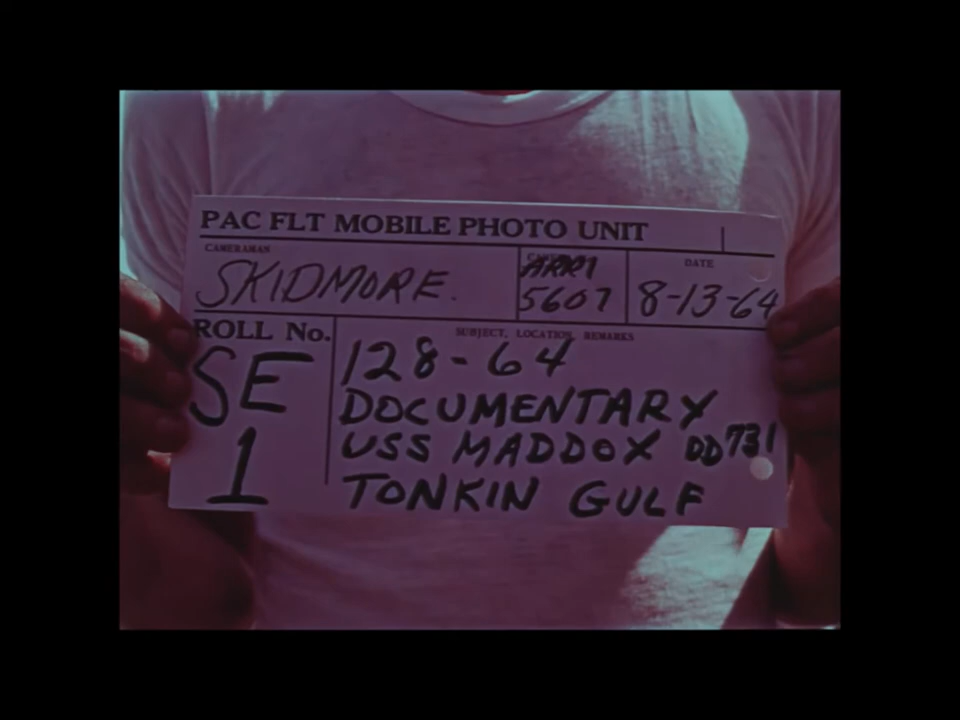 PAC FLT MOBILE PHOTO UNIT
CAMERAMAN
SKIDMORE.
ARRI
5607
DATE
8-13-64
ROLL No.
SE
1
SUBJECT, LOCATION, REMARKS
128-64
DOCUMENTARY
USS MADDOX DD731
TONKIN GULF